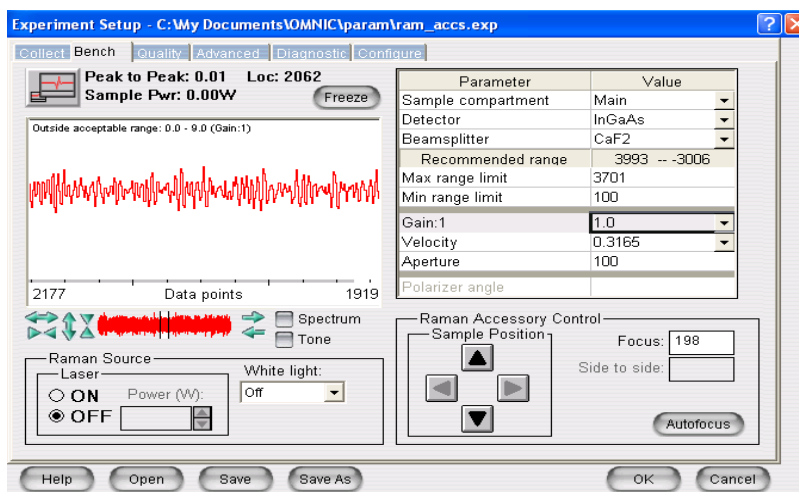 Experiment Setup - C:\My Documents\OMNIC\param\ram_accs.exp
Collect Bench Quality Advanced Diagnostic Configure
Peak to Peak: 0.01 Loc: 2062
Sample Pwr: 0.00W
Freeze
Outside acceptable range: 0.0 - 9.0 (Gain:1)
2177 Data points 1919
Spectrum
Tone
Raman Source
Laser
ON Power (W):
OFF
White light:
Off
Parameter Value
Sample compartment Main
Detector InGaAs
Beamsplitter CaF2
Recommended range 3993 -- -3006
Max range limit 3701
Min range limit 100
Gain:1 1.0
Velocity 0.3165
Aperture 100
Polarizer angle
Raman Accessory Control
Sample Position
Focus: 198
Side to side:
Autofocus
Help Open Save Save As OK Cancel